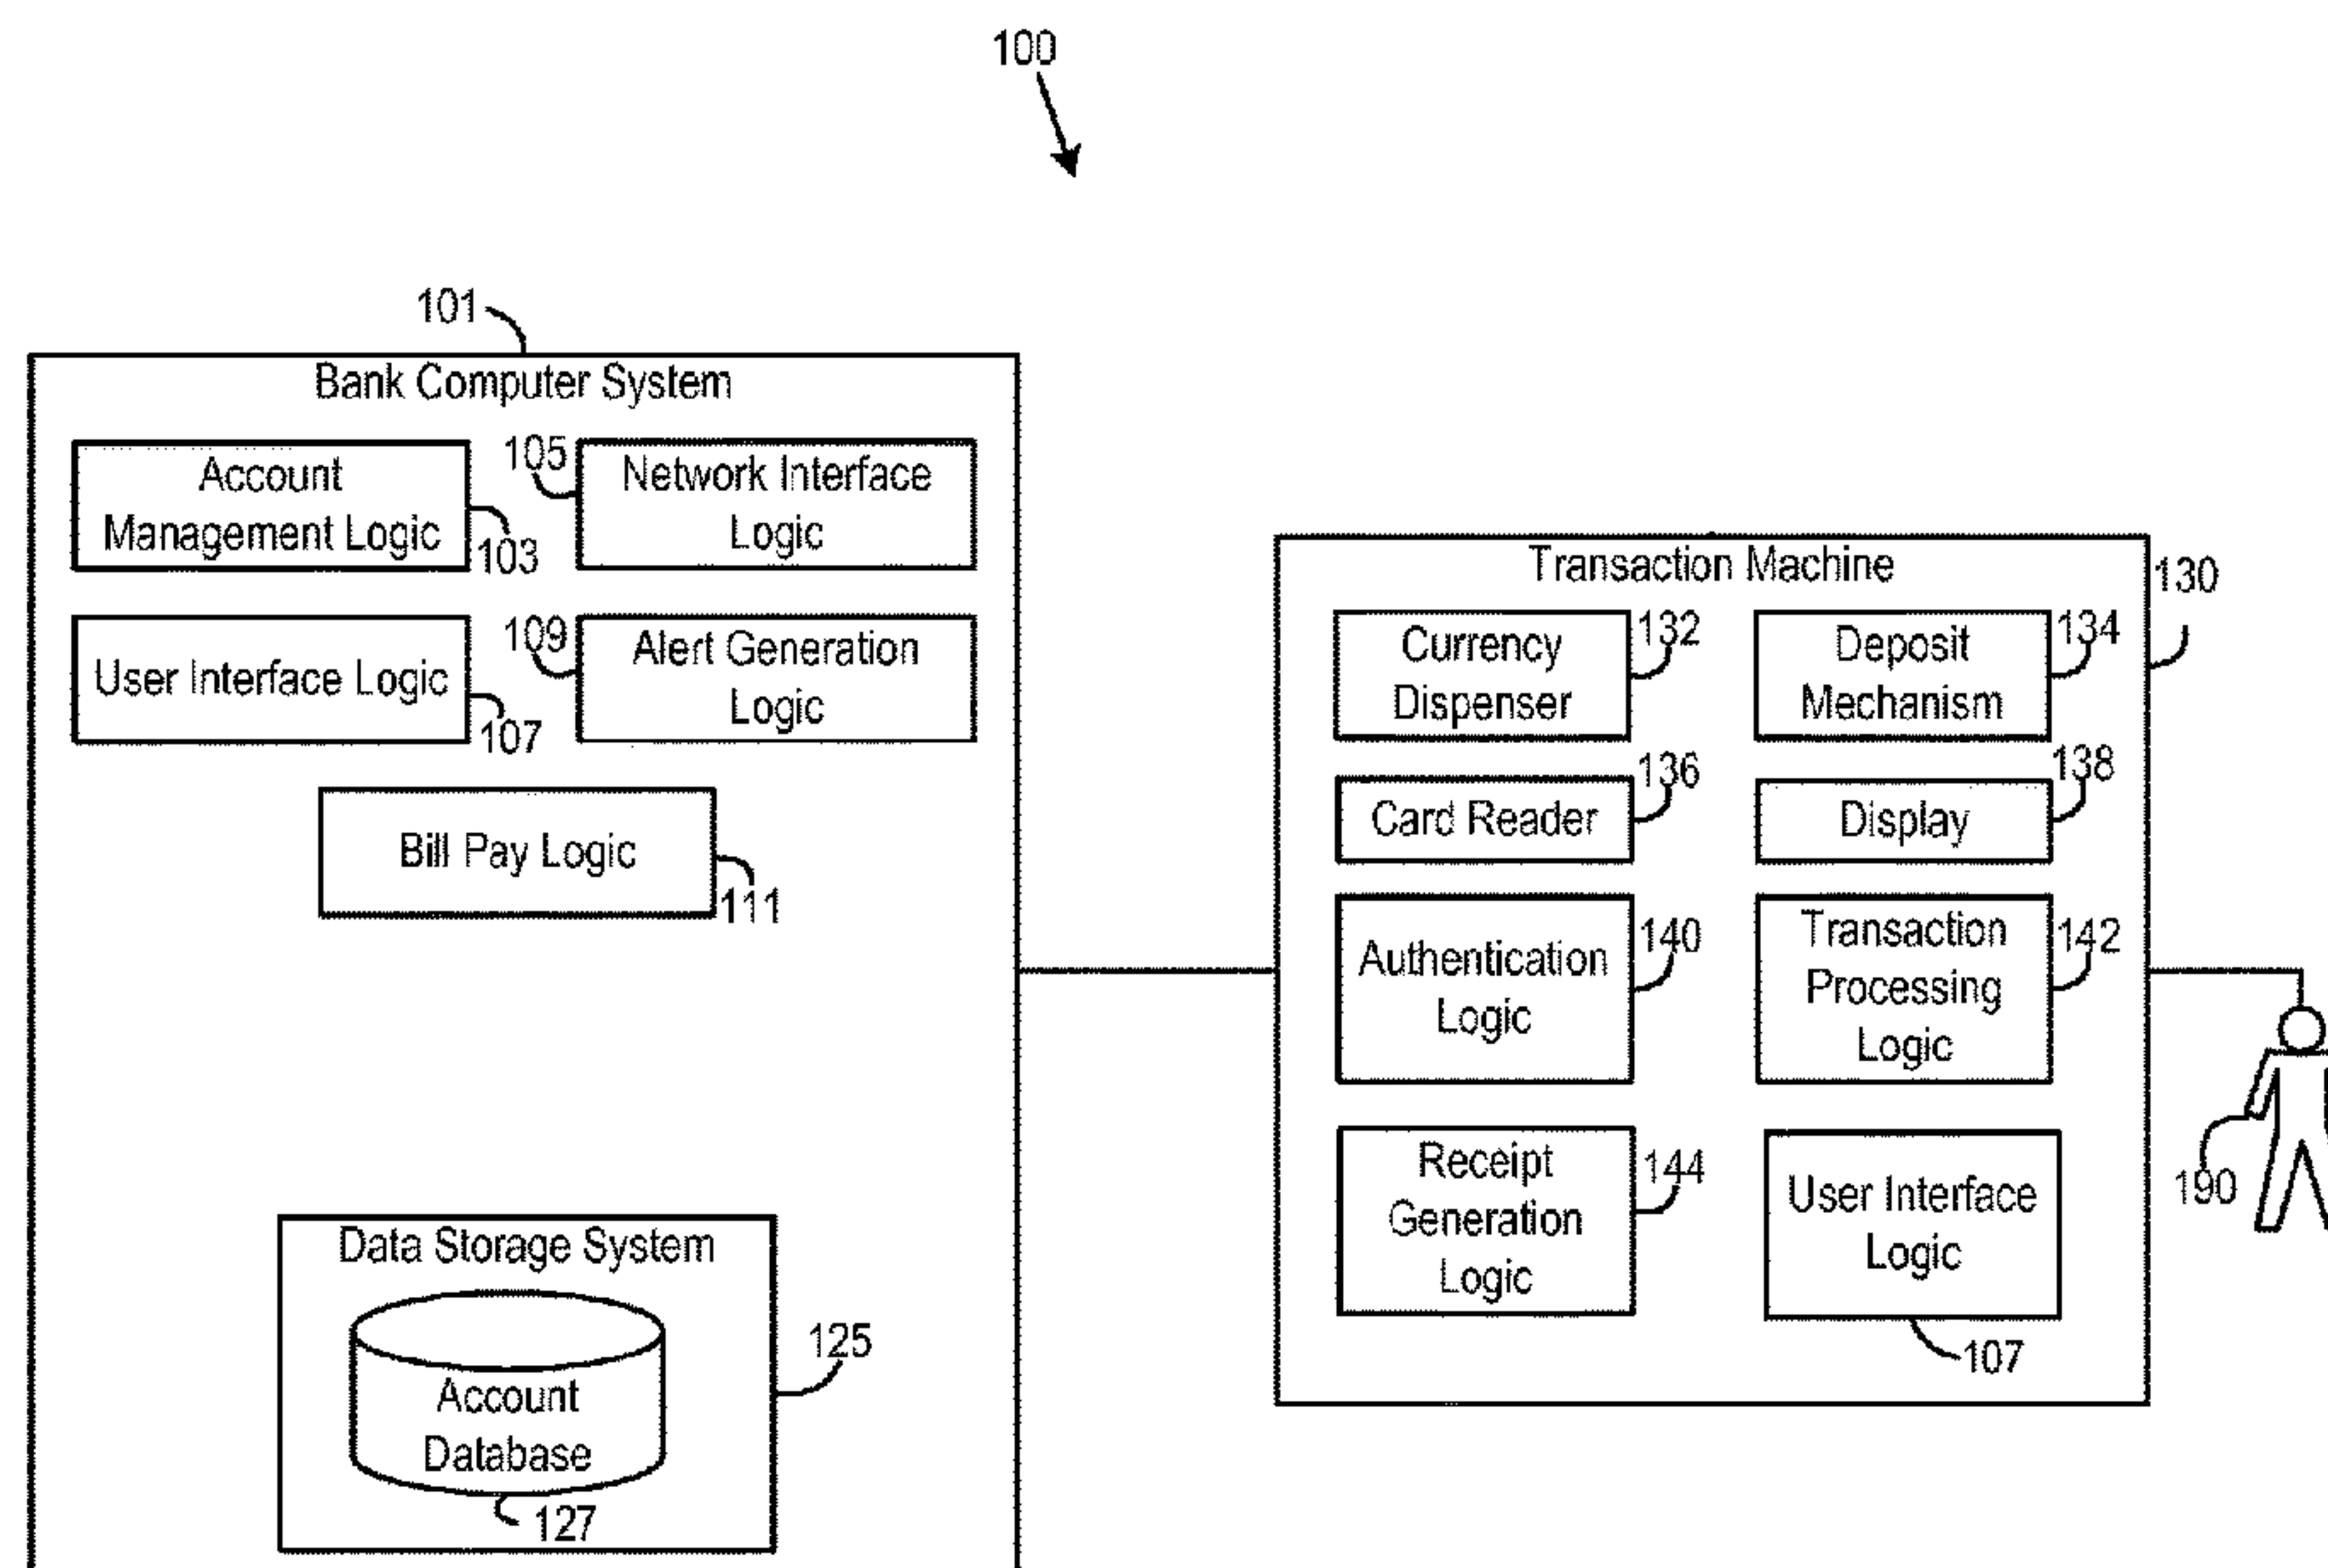 100
101
Bank Computer System
Account
Management Logic
103
105
Network Interface
Logic
User Interface Logic
107
109
Alert Generation
Logic
Bill Pay Logic
111
Data Storage System
125
Account
Database
127
Transaction Machine
130
Currency
Dispenser
132
Deposit
Mechanism
134
Card Reader
136
Display
138
Authentication
Logic
140
Transaction
Processing
Logic
142
Receipt
Generation
Logic
144
User Interface
Logic
107
190